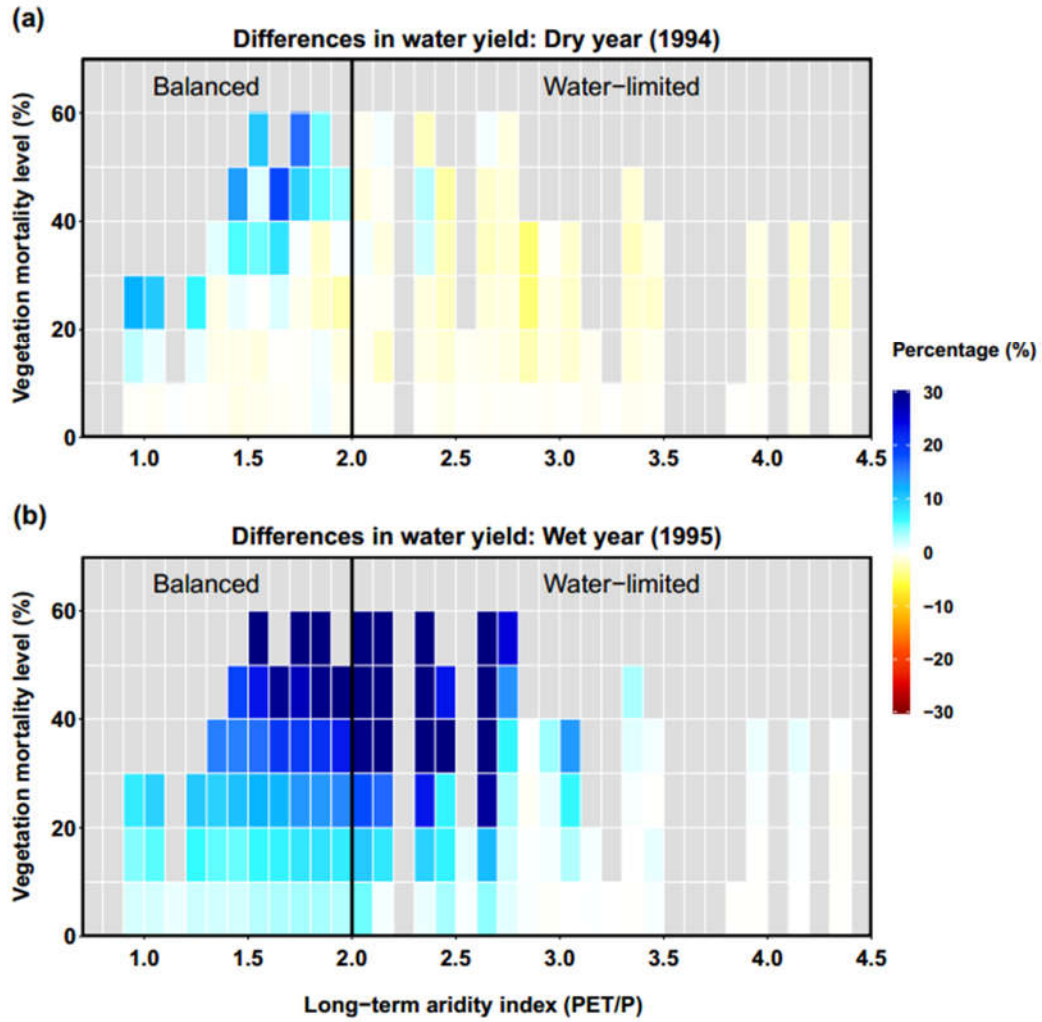 (a)
Differences in water yield: Dry year (1994)
Balanced
Water−limited
Vegetation mortality level (%)
60
40
20
0
1.0 1.5 2.0 2.5 3.0 3.5 4.0 4.5
Percentage (%)
30
20
10
0
−10
−20
−30
(b)
Differences in water yield: Wet year (1995)
Balanced
Water−limited
Vegetation mortality level (%)
60
40
20
0
1.0 1.5 2.0 2.5 3.0 3.5 4.0 4.5
Long−term aridity index (PET/P)